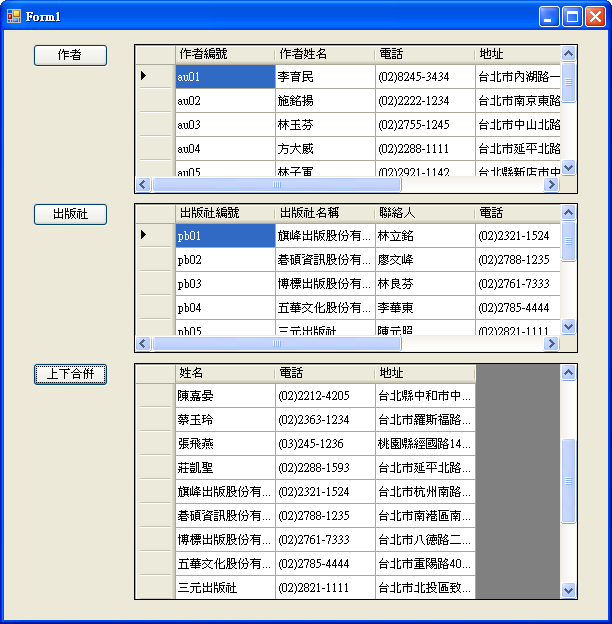 Form1
作者
作者編號 作者姓名 電話 地址
au01 李育民 (02)8245-3434 台北市內湖路一
au02 施銘揚 (02)2222-1234 台北市南京東路
au03 林玉芬 (02)2755-1245 台北市中山北路
au04 方大威 (02)2288-1111 台北市延平北路
au05 林子軍 (02)2921-1142 台北縣新店市中
出版社
出版社編號 出版社名稱 聯絡人 電話
pb01 旗峰出版股份有... 林立銘 (02)2321-1524
pb02 碁碩資訊股份有... 廖文峰 (02)2788-1235
pb03 博標出版股份有... 林良芬 (02)2761-7333
pb04 五華文化股份有... 李華東 (02)2785-4444
pb05 三元出版社 陳元照 (02)2821-1111
上下合併
姓名 電話 地址
陳嘉晏 (02)2212-4205 台北縣中和市中...
蔡玉玲 (02)2363-1234 台北市羅斯福路...
張飛燕 (03)245-1236 桃園縣經國路14...
莊凱聖 (02)2288-1593 台北市延平北路...
旗峰出版股份有... (02)2321-1524 台北市杭州南路...
碁碩資訊股份有... (02)2788-1235 台北市南港區南...
博標出版股份有... (02)2761-7333 台北市八德路二...
五華文化股份有... (02)2785-4444 台北市重陽路40...
三元出版社 (02)2821-1111 台北市北投區致...